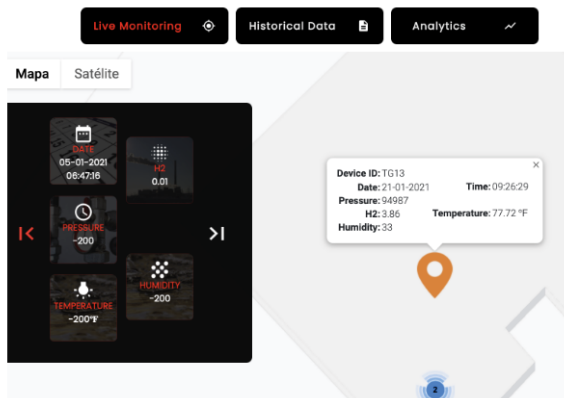 Live Monitoring
Historical Data
Analytics
Mapa
Satélite
DATE
05-01-2021
06:47:16
H2
0.01
PRESSURE
-200
TEMPERATURE
-200°F
HUMIDITY
-200
Device ID: TG13
Date: 21-01-2021 Time: 09:26:29
Pressure: 94987
H2: 3.86 Temperature: 77.72 °F
Humidity: 33
2